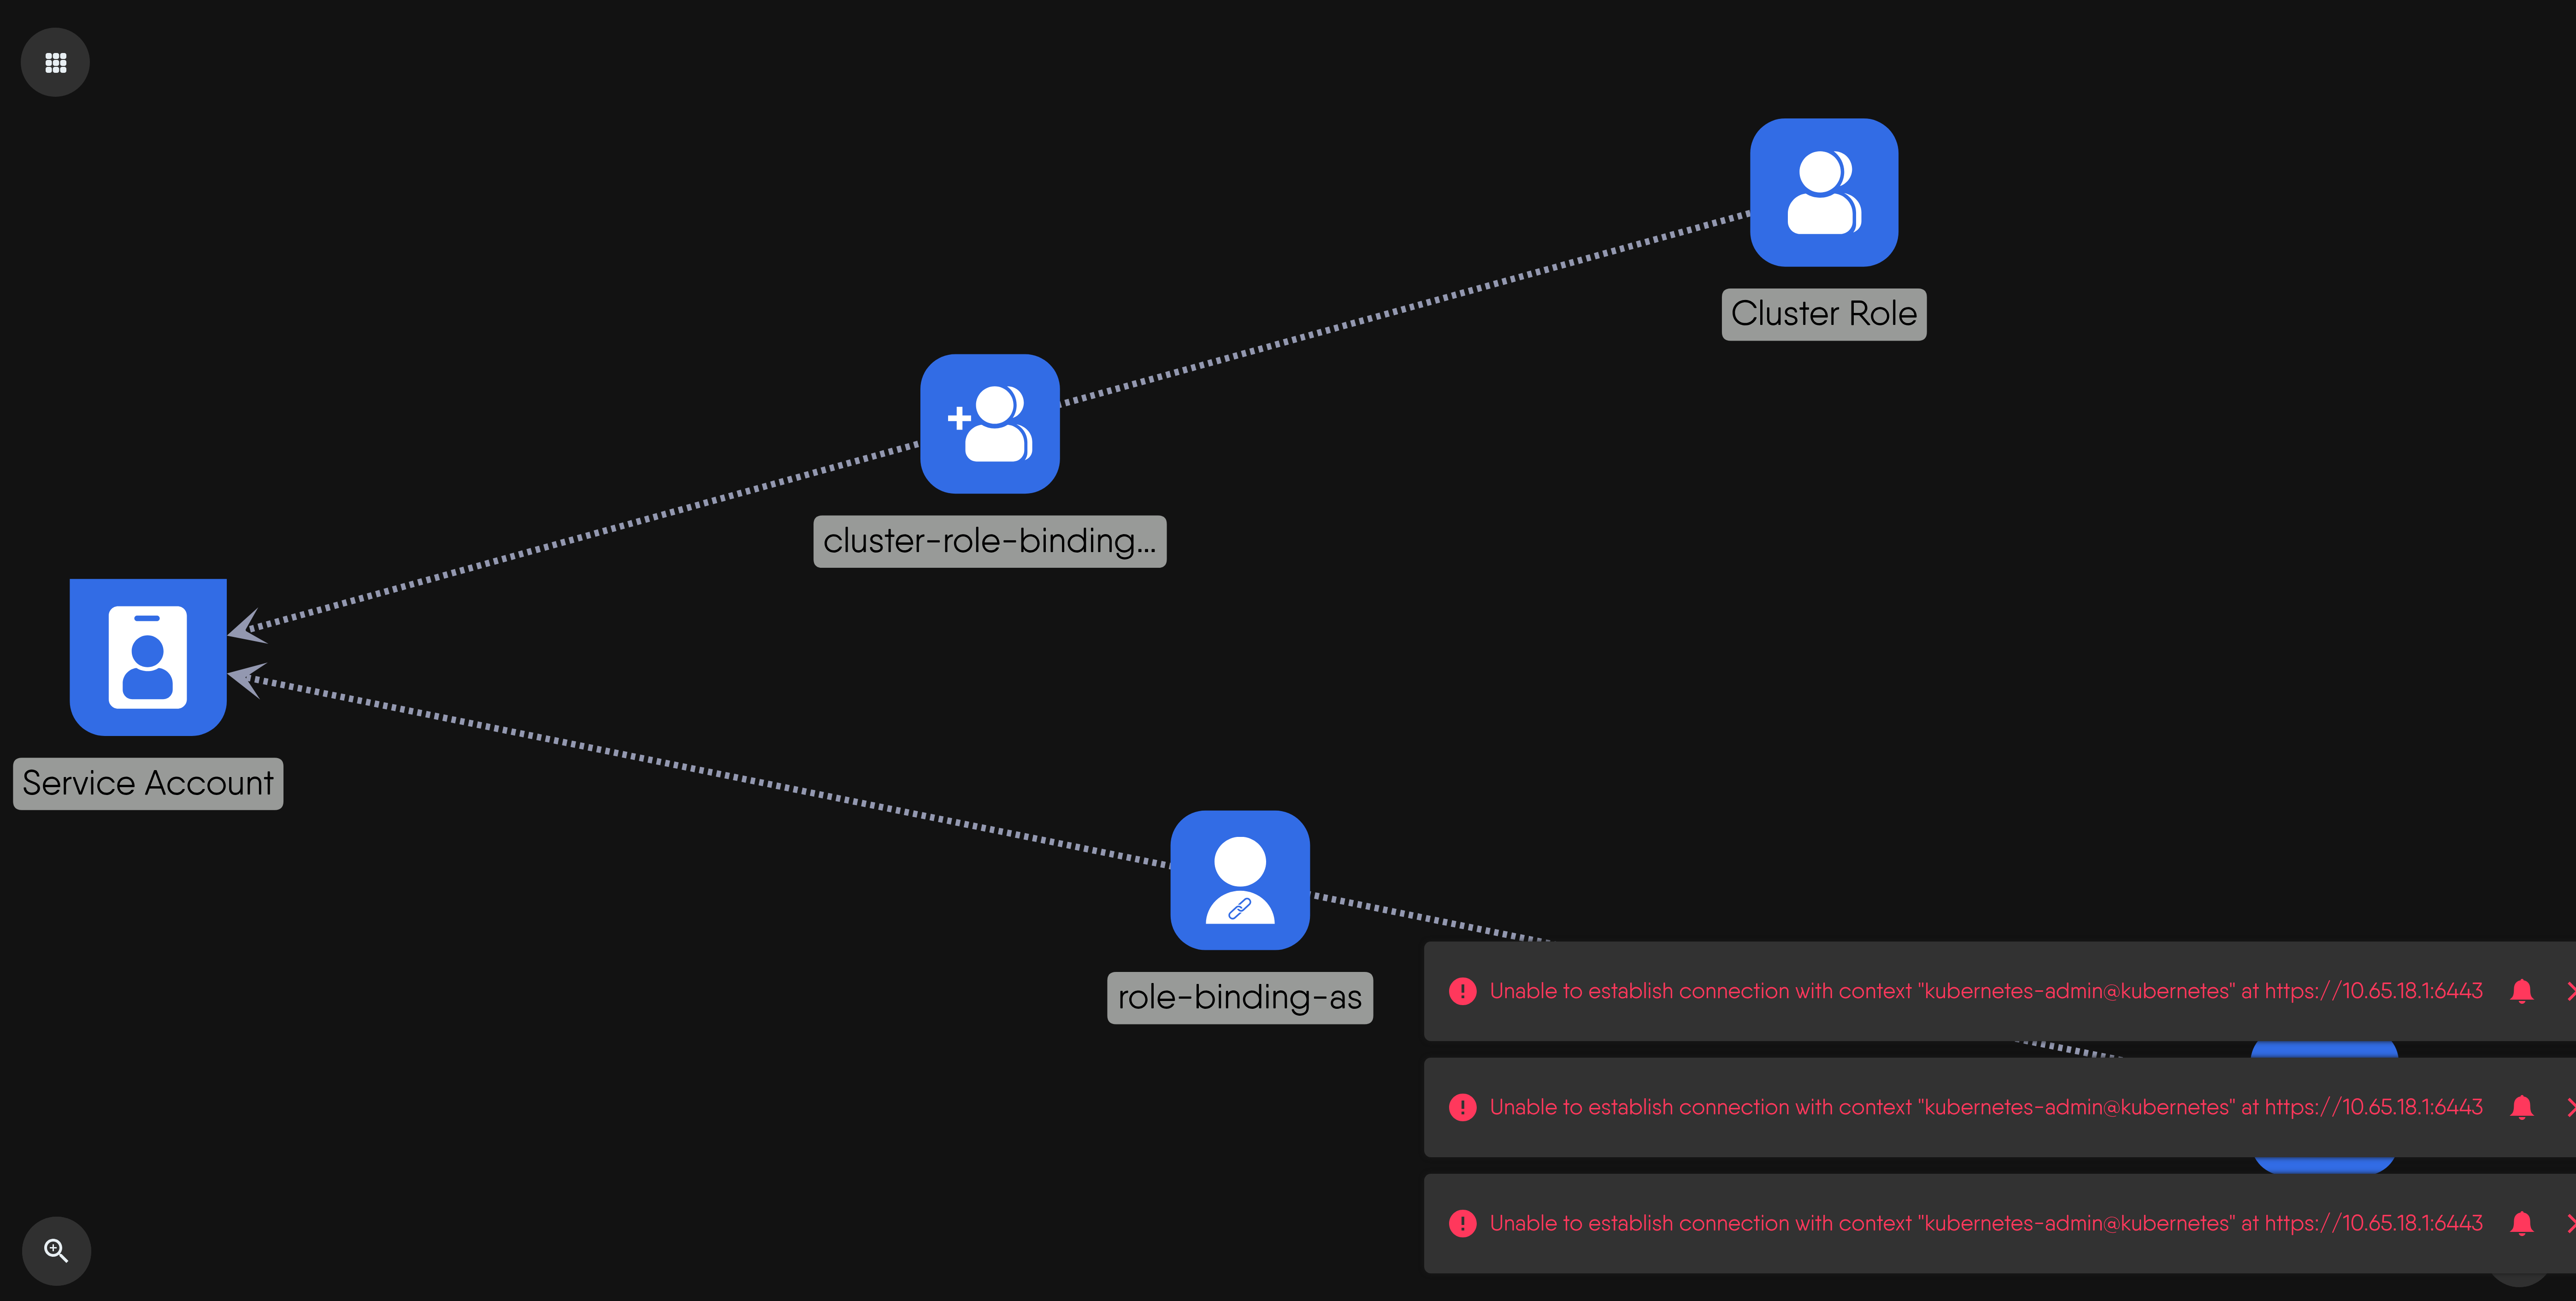 Cluster Role
cluster-role-binding...
Service Account
role-binding-as
Unable to establish connection with context "kubernetes-admin@kubernetes" at https://10.65.18.1:6443
Unable to establish connection with context "kubernetes-admin@kubernetes" at https://10.65.18.1:6443
Unable to establish connection with context "kubernetes-admin@kubernetes" at https://10.65.18.1:6443